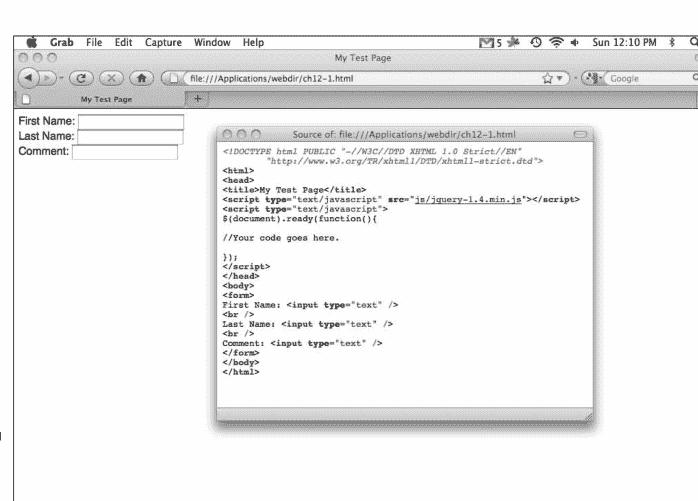 Grab File Edit Capture Window Help 5 Sun 12:10 PM
My Test Page
file:///Applications/webdir/ch12-1.html
Google
My Test Page
First Name:
Last Name:
Comment:
Source of: file:///Applications/webdir/ch12-1.html
<!DOCTYPE html PUBLIC "-//W3C//DTD XHTML 1.0 Strict//EN"
"http://www.w3.org/TR/xhtml1/DTD/xhtml1-strict.dtd">
<html>
<head>
<title>My Test Page</title>
<script type="text/javascript" src="js/jquery-1.4.min.js"></script>
<script type="text/javascript">
$(document).ready(function(){
//Your code goes here.
});
</script>
</head>
<body>
<form>
First Name: <input type="text" />
<br />
Last Name: <input type="text" />
<br />
Comment: <input type="text" />
</form>
</body>
</html>